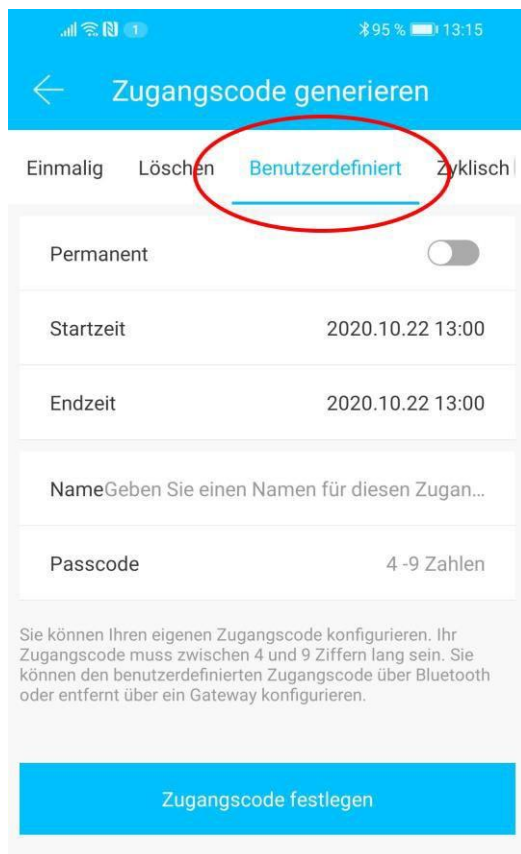 1 95 % 13:15
Zugangscode generieren
Einmalig Löschen Benutzerdefiniert Zyklisch
Permanent
Startzeit 2020.10.22 13:00
Endzeit 2020.10.22 13:00
Name Geben Sie einen Namen für diesen Zugan...
Passcode 4 -9 Zahlen
Sie können Ihren eigenen Zugangscode konfigurieren. Ihr
Zugangscode muss zwischen 4 und 9 Ziffern lang sein. Sie
können den benutzerdefinierten Zugangscode über Bluetooth
oder entfernt über ein Gateway konfigurieren.
Zugangscode festlegen